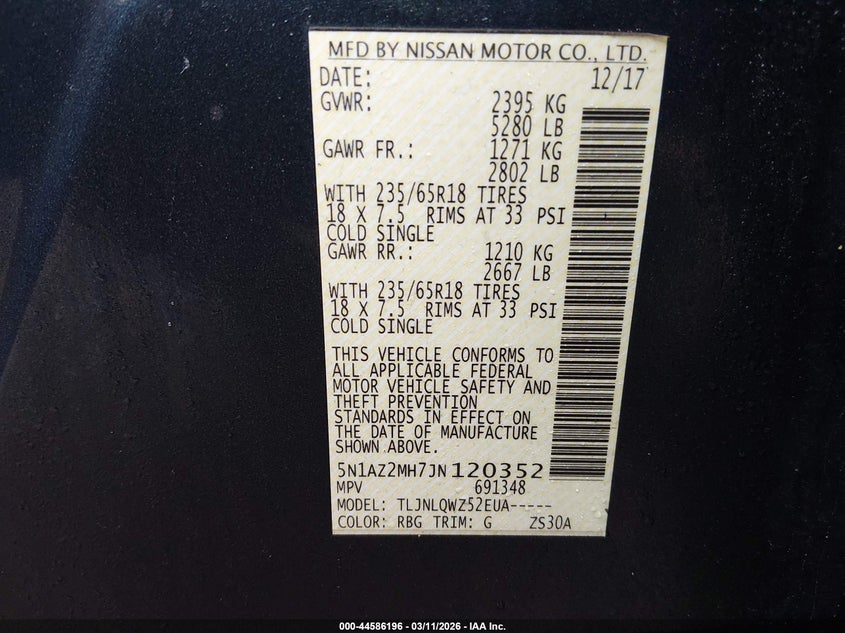 MFD BY NISSAN MOTOR CO., LTD.
DATE: 12/17
GVWR: 2395 KG
5280 LB
GAWR FR.: 1271 KG
2802 LB
WITH 235/65R18 TIRES
18 X 7.5 RIMS AT 33 PSI
COLD SINGLE
GAWR RR.: 1210 KG
2667 LB
WITH 235/65R18 TIRES
18 X 7.5 RIMS AT 33 PSI
COLD SINGLE
THIS VEHICLE CONFORMS TO
ALL APPLICABLE FEDERAL
MOTOR VEHICLE SAFETY AND
THEFT PREVENTION
STANDARDS IN EFFECT ON
THE DATE OF MANUFACTURE
SHOWN ABOVE.
5N1AZ2MH7JN120352
MPV 691348
MODEL: TLJNLQWZ52EUA-----
COLOR: RBG TRIM: G ZS30A
000-44586196 - 03/11/2026 - IAA Inc.